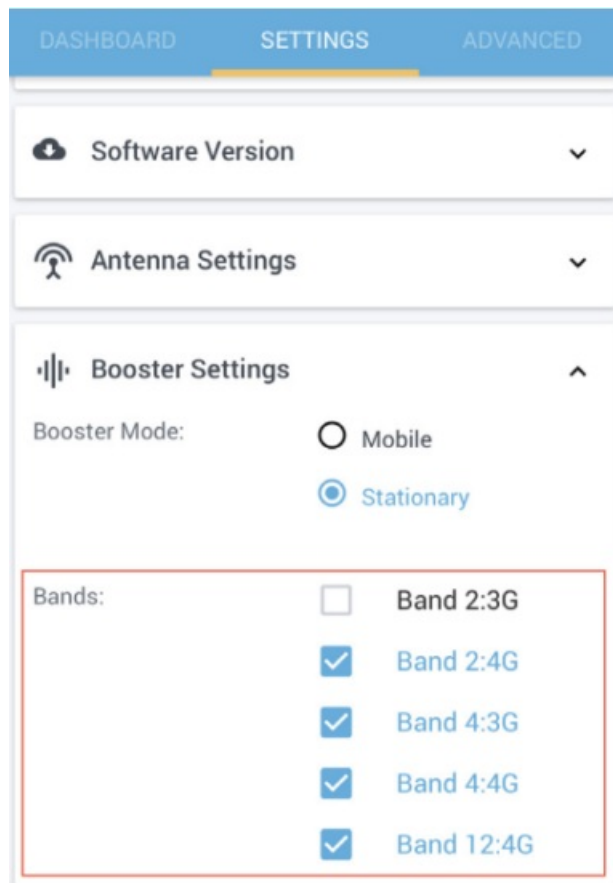 DASHBOARD SETTINGS ADVANCED
Software Version
Antenna Settings
Booster Settings
Booster Mode: Mobile
Stationary
Bands: Band 2:3G
Band 2:4G
Band 4:3G
Band 4:4G
Band 12:4G